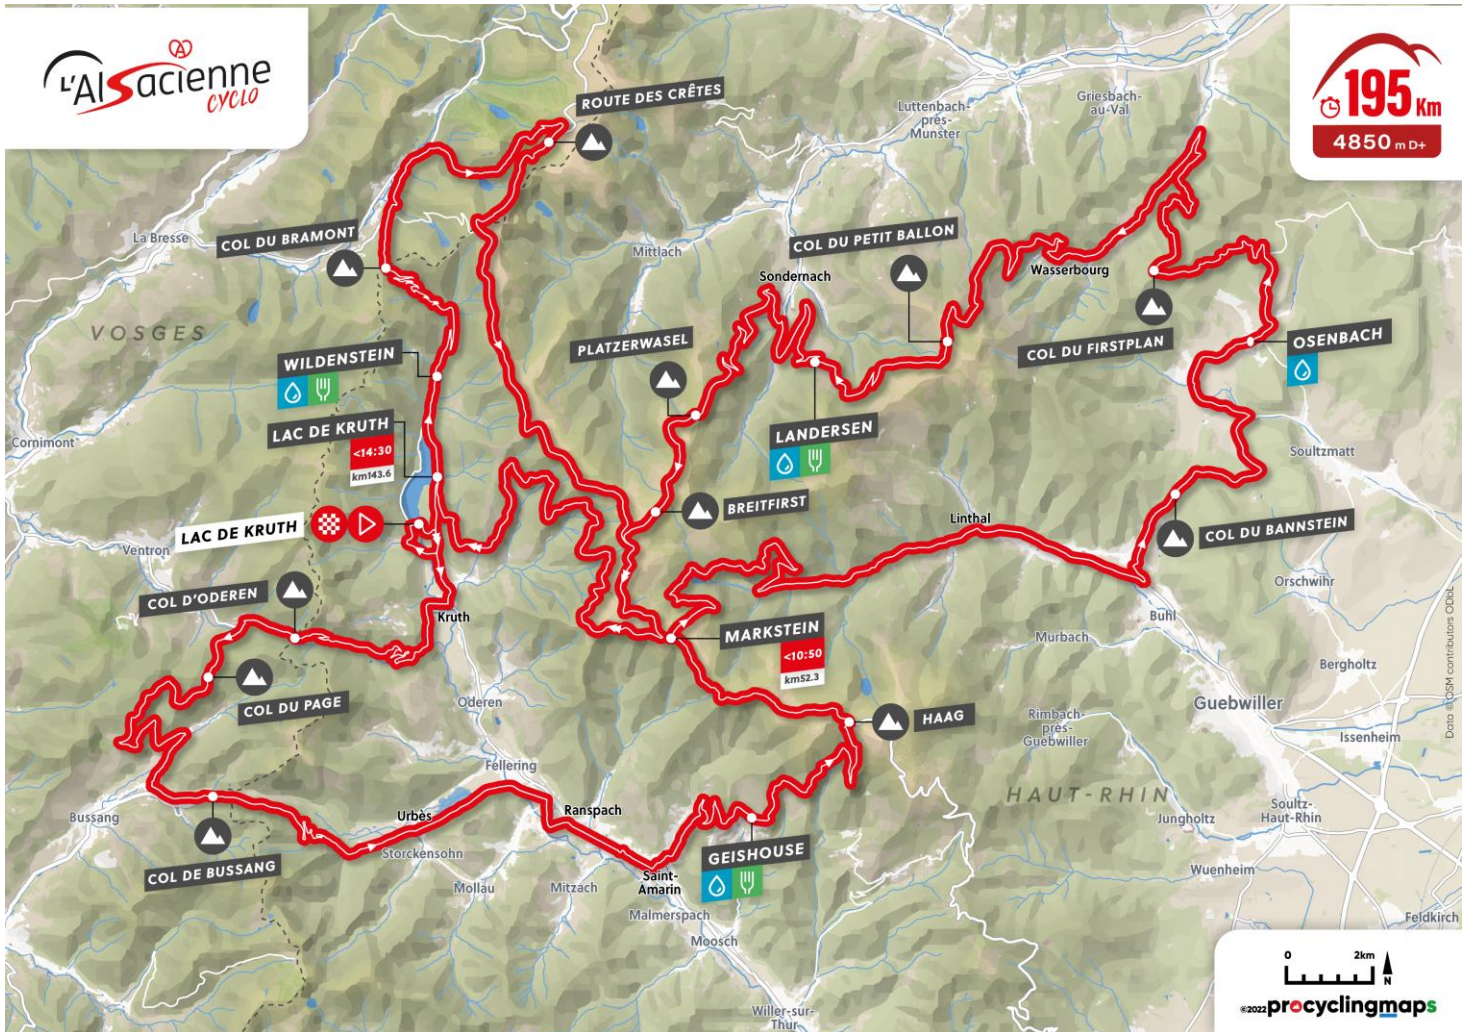 L'Alsacienne
CYCLO
195 Km
4850 m D+
ROUTE DES CRÊTES
Luttenbach-
près-
Munster
Griesbach-
au-Val
La Bresse
COL DU BRAMONT
Mittlach
COL DU PETIT BALLON
Sondernach
Wasserbourg
VOSGES
WILDENSTEIN
PLATZERWASEL
COL DU FIRSTPLAN
OSENBACH
LAC DE KRUTH
<14:30
km143.6
Cornimont
LANDERSEN
Soultzmatt
BREITFIRST
LAC DE KRUTH
Linthal
COL DU BANNSTEIN
Ventron
Orschwihr
COL D'ODEREN
Kruth
Buhl
MARKSTEIN
<10:50
km52.3
Murbach
Bergholtz
COL DU PAGE
Oderen
HAAG
Guebwiller
Rimbach-
près-
Guebwiller
Issenheim
Fellering
HAUT-RHIN
Bussang
Urbès
Ranspach
Soultz-
Haut-Rhin
Jungholtz
COL DE BUSSANG
Storckensohn
GEISHOUSE
Mollau
Mitzach
Saint-
Amarin
Wuenheim
Malmerspach
Moosch
Feldkirch
Willer-sur-
Thur
Data ©OSM contributors ODbL
0 2km
N
©2022 procyclingmaps